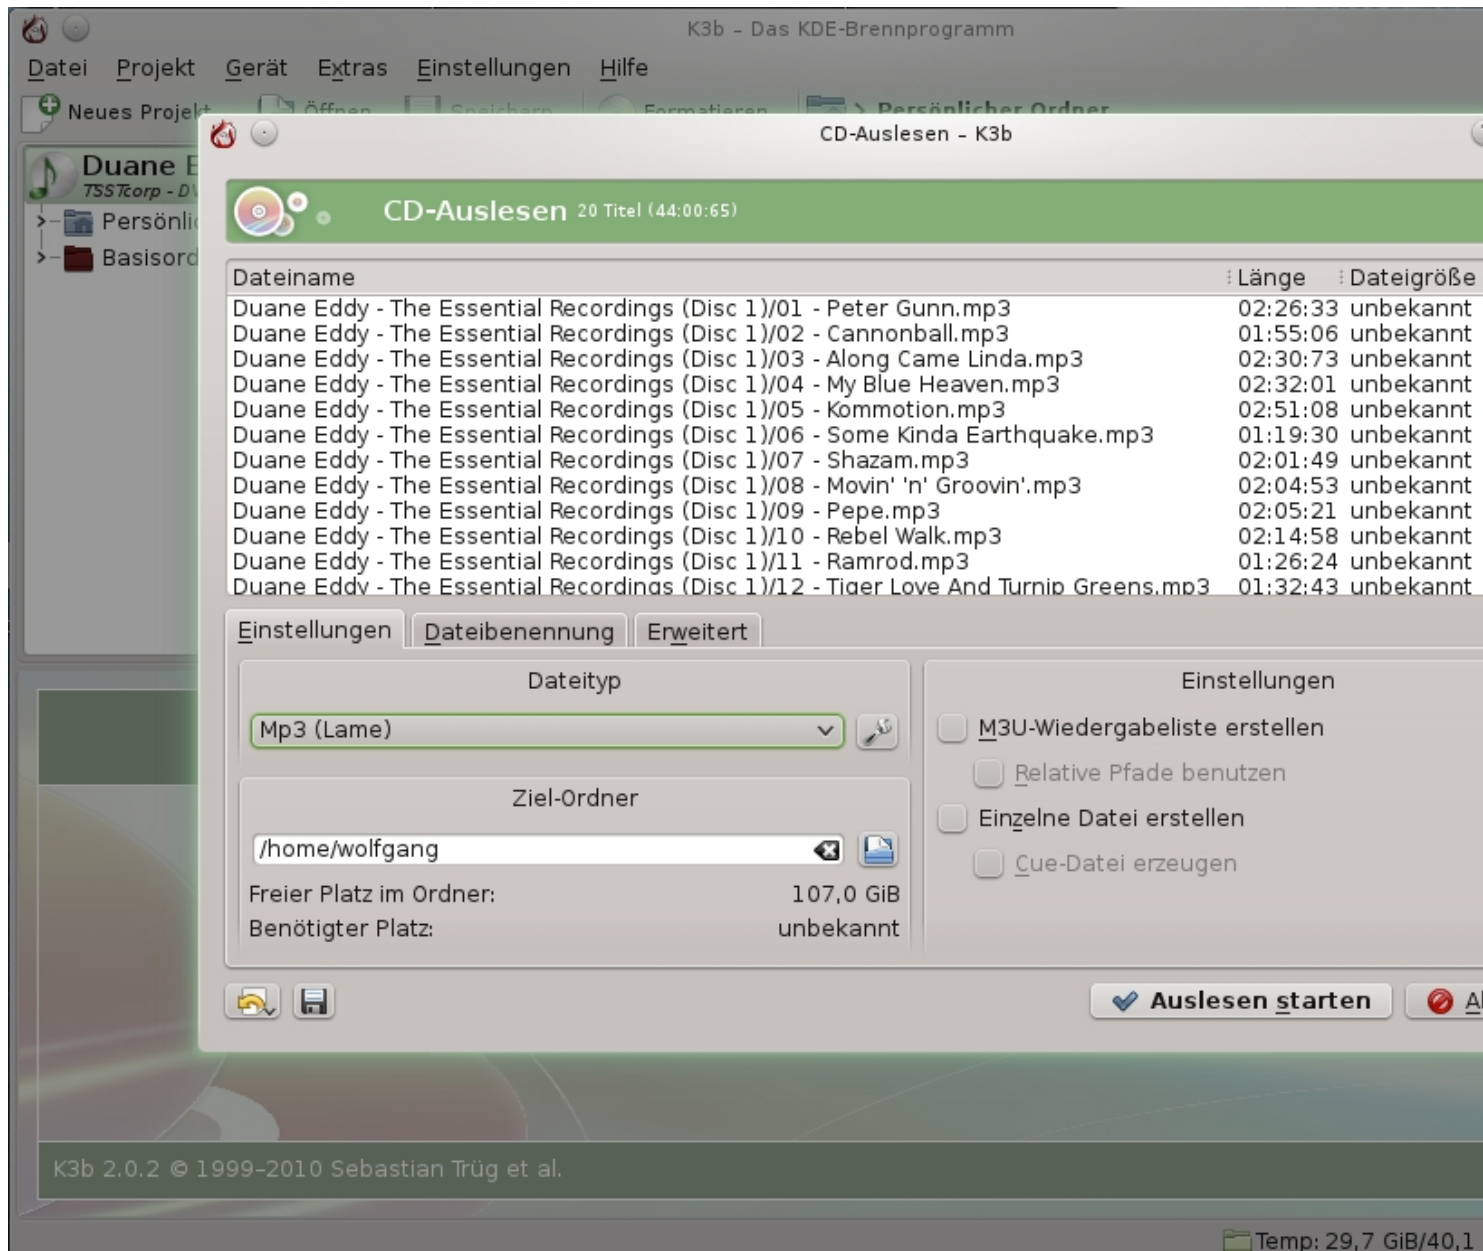 K3b – Das KDE-Brennprogramm
Datei Projekt Gerät Extras Einstellungen Hilfe
Neues Projekt Öffnen Speichern Formatieren > Persönlicher Ordner
CD-Auslesen – K3b
Duane E
TSSTcorp - DV
Persönlic
Basisord
CD-Auslesen 20 Titel (44:00:65)
Dateiname Länge Dateigröße
Duane Eddy - The Essential Recordings (Disc 1)/01 - Peter Gunn.mp3 02:26:33 unbekannt
Duane Eddy - The Essential Recordings (Disc 1)/02 - Cannonball.mp3 01:55:06 unbekannt
Duane Eddy - The Essential Recordings (Disc 1)/03 - Along Came Linda.mp3 02:30:73 unbekannt
Duane Eddy - The Essential Recordings (Disc 1)/04 - My Blue Heaven.mp3 02:32:01 unbekannt
Duane Eddy - The Essential Recordings (Disc 1)/05 - Kommotion.mp3 02:51:08 unbekannt
Duane Eddy - The Essential Recordings (Disc 1)/06 - Some Kinda Earthquake.mp3 01:19:30 unbekannt
Duane Eddy - The Essential Recordings (Disc 1)/07 - Shazam.mp3 02:01:49 unbekannt
Duane Eddy - The Essential Recordings (Disc 1)/08 - Movin' 'n' Groovin'.mp3 02:04:53 unbekannt
Duane Eddy - The Essential Recordings (Disc 1)/09 - Pepe.mp3 02:05:21 unbekannt
Duane Eddy - The Essential Recordings (Disc 1)/10 - Rebel Walk.mp3 02:14:58 unbekannt
Duane Eddy - The Essential Recordings (Disc 1)/11 - Ramrod.mp3 01:26:24 unbekannt
Duane Eddy - The Essential Recordings (Disc 1)/12 - Tiger Love And Turnip Greens.mp3 01:32:43 unbekannt
Einstellungen Dateibenennung Erweitert
Dateityp
Mp3 (Lame)
Ziel-Ordner
/home/wolfgang
Freier Platz im Ordner: 107,0 GiB
Benötigter Platz: unbekannt
Einstellungen
M3U-Wiedergabeliste erstellen
Relative Pfade benutzen
Einzelne Datei erstellen
Cue-Datei erzeugen
Auslesen starten
K3b 2.0.2 © 1999–2010 Sebastian Trüg et al.
Temp: 29,7 GiB/40,1